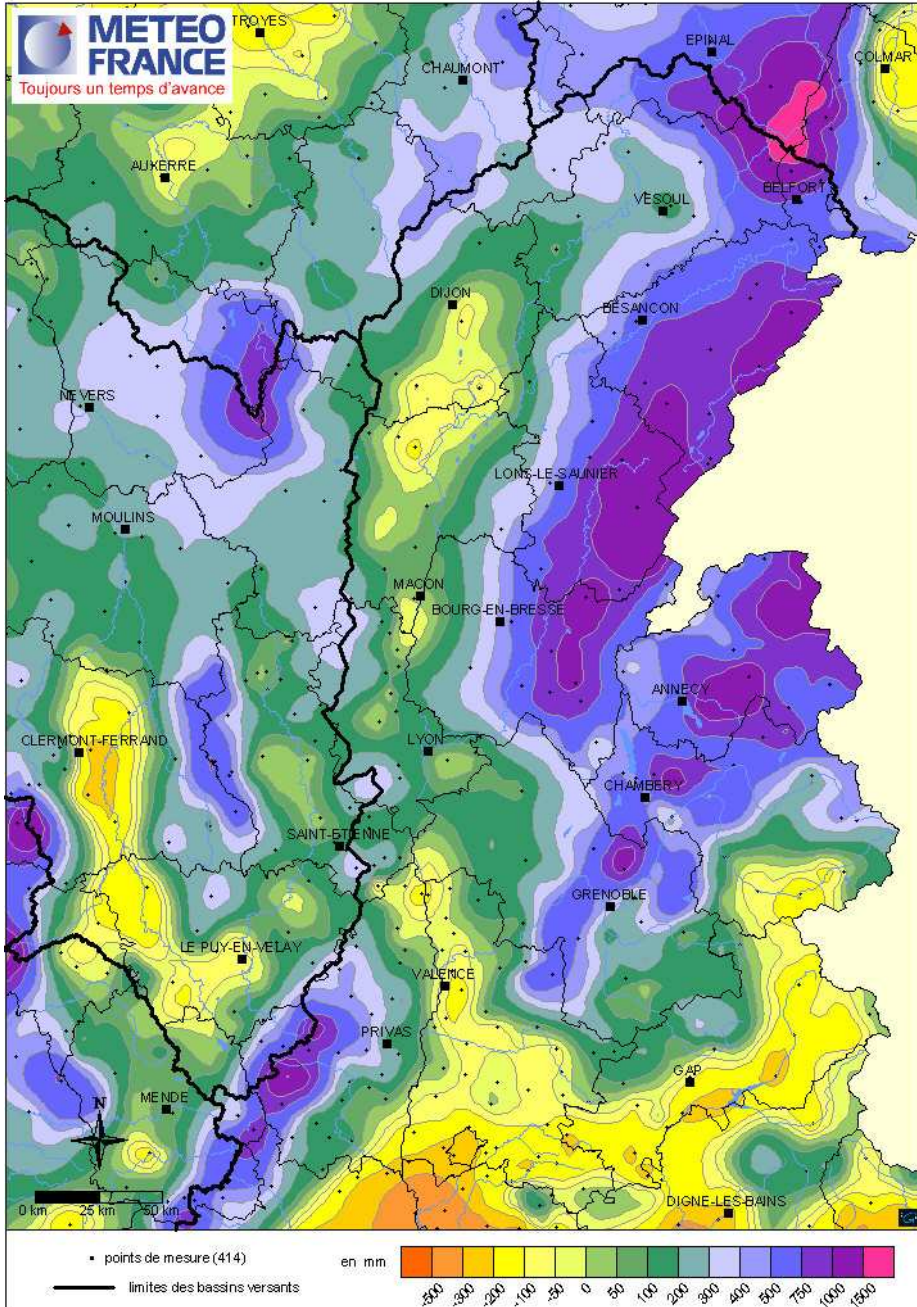 METEO
FRANCE
Toujours un temps d'avance
TROYES
EPINAL
CHAUMONT
COLMAR
AUXERRE
BELFORT
VESOUL
DIJON
BESANCON
NEVERS
LONS-LE-SAUNIER
MOULINS
MACON
BOURG-EN-BRESSE
ANNECY
CLERMONT-FERRAND
LYON
CHAMBERY
SAINT-ETIENNE
GRENOBLE
LE PUY-EN-VELAY
VALENCE
PRIVAS
GAP
MENDE
N
DIGNE-LES-BAINS
0 km 25 km 50 km
points de mesure (414)
limites des bassins versants
en mm
-500 -300 -200 -100 -50 0 50 100 200 300 400 500 750 1000 1500